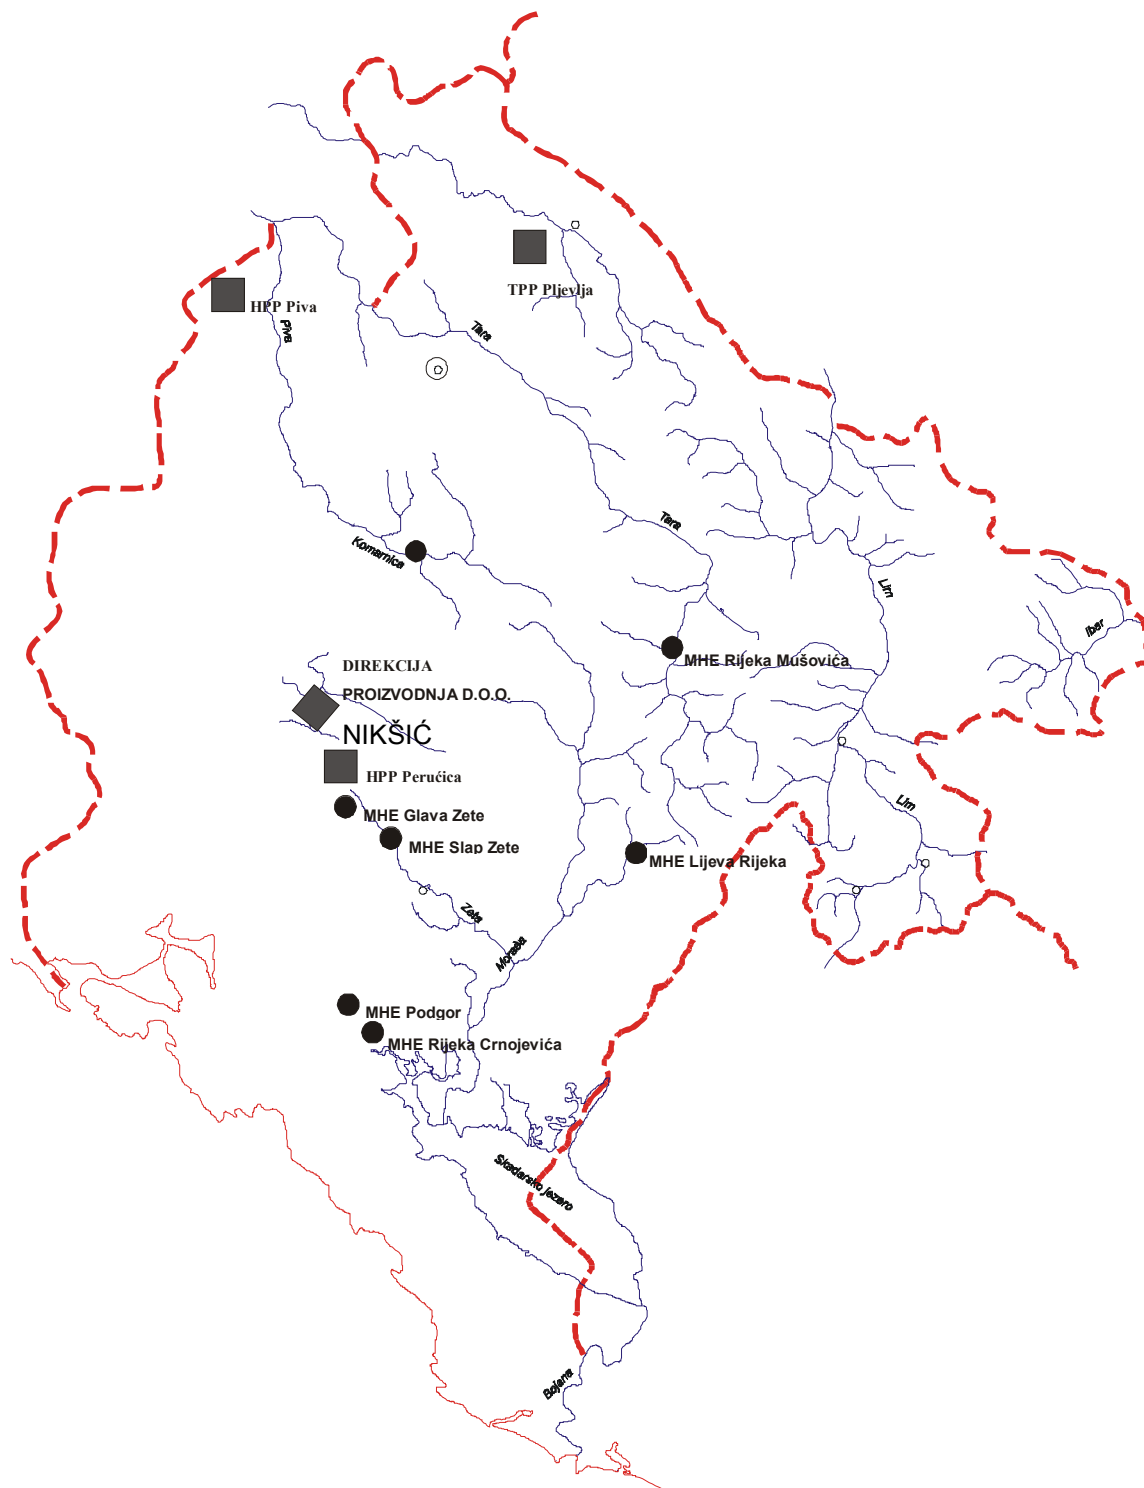 TPP Pljevlja
HPP Piva
Piva
Tara
Tara
Komarnica
Lim
Ibar
MHE Rijeka Mušovića
DIREKCIJA
PROIZVODNJA D.O.O.
NIKŠIĆ
HPP Perućica
MHE Glava Zete
MHE Slap Zete
Lim
MHE Lijeva Rijeka
Zeta
Morača
MHE Podgor
MHE Rijeka Crnojevića
Skadarsko jezero
Bojana